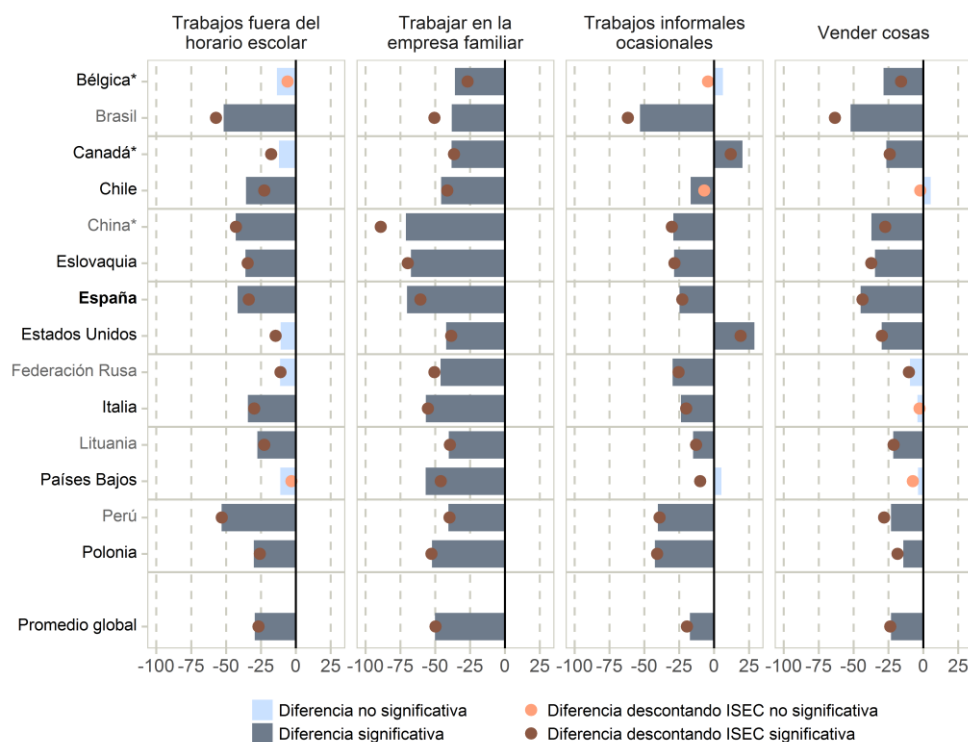 Trabajos fuera del
horario escolar
Trabajar en la
empresa familiar
Trabajos informales
ocasionales
Vender cosas
Bélgica*
Brasil
Canadá*
Chile
China*
Eslovaquia
España
Estados Unidos
Federación Rusa
Italia
Lituania
Países Bajos
Perú
Polonia
Promedio global
-100 -75 -50 -25 0 25
-100 -75 -50 -25 0 25
-100 -75 -50 -25 0 25
-100 -75 -50 -25 0 25
Diferencia no significativa
Diferencia significativa
Diferencia descontando ISEC no significativa
Diferencia descontando ISEC significativa